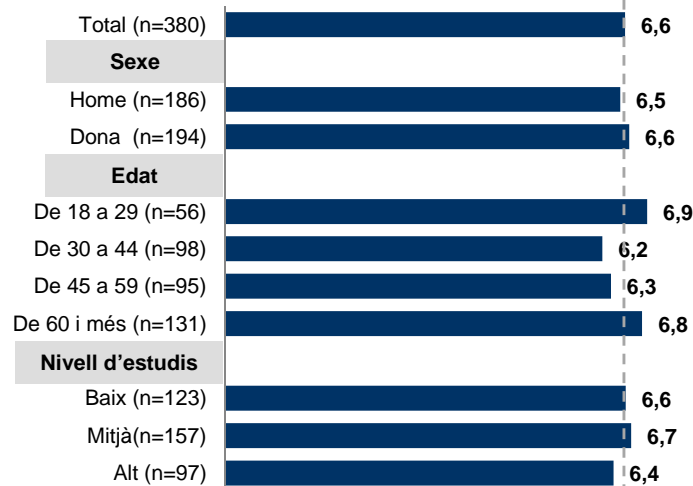 Total (n=380) 6,6
Sexe
Home (n=186) 6,5
Dona (n=194) 6,6
Edat
De 18 a 29 (n=56) 6,9
De 30 a 44 (n=98) 6,2
De 45 a 59 (n=95) 6,3
De 60 i més (n=131) 6,8
Nivell d’estudis
Baix (n=123) 6,6
Mitjà(n=157) 6,7
Alt (n=97) 6,4